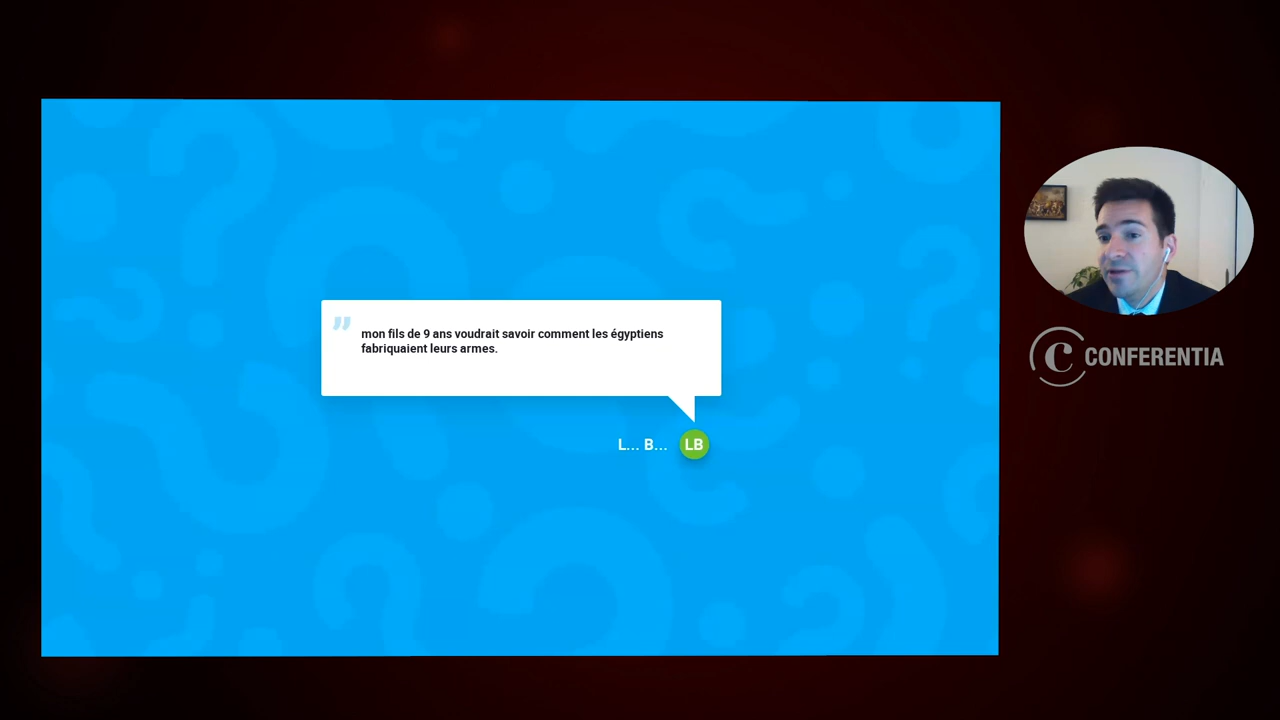 ”
mon fils de 9 ans voudrait savoir comment les égyptiens
fabriquaient leurs armes.
L... B... LB
C CONFERENTIA